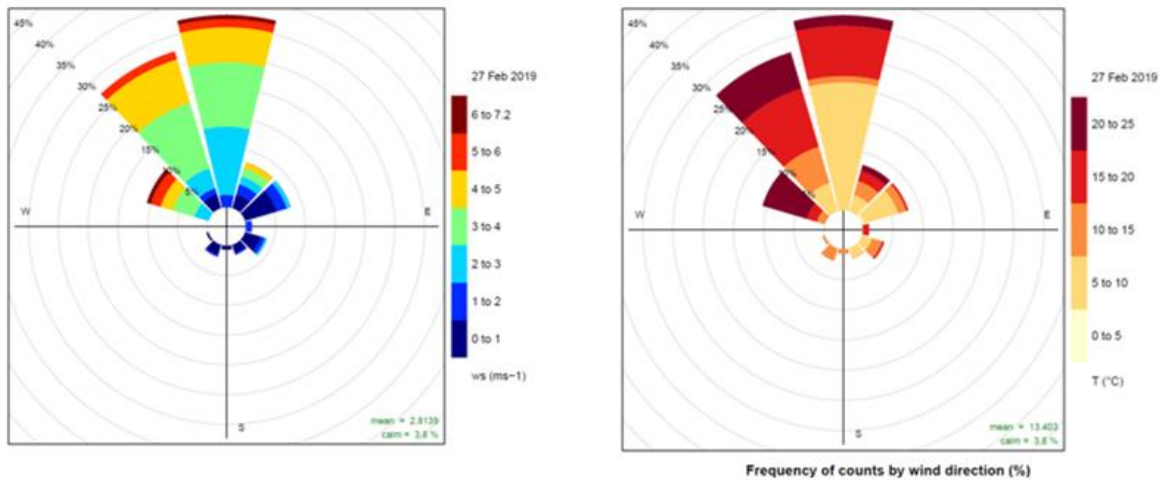 45%
40%
35%
30%
25%
20%
15%
10%
5%
W
E
S
27 Feb 2019
6 to 7.2
5 to 6
4 to 5
3 to 4
2 to 3
1 to 2
0 to 1
ws (ms−1)
mean = 2.8139
calm = 3,8 %
45%
40%
35%
30%
25%
20%
15%
10%
W
E
S
27 Feb 2019
20 to 25
15 to 20
10 to 15
5 to 10
0 to 5
T (°C)
mean = 13.403
calm = 3,8 %
Frequency of counts by wind direction (%)